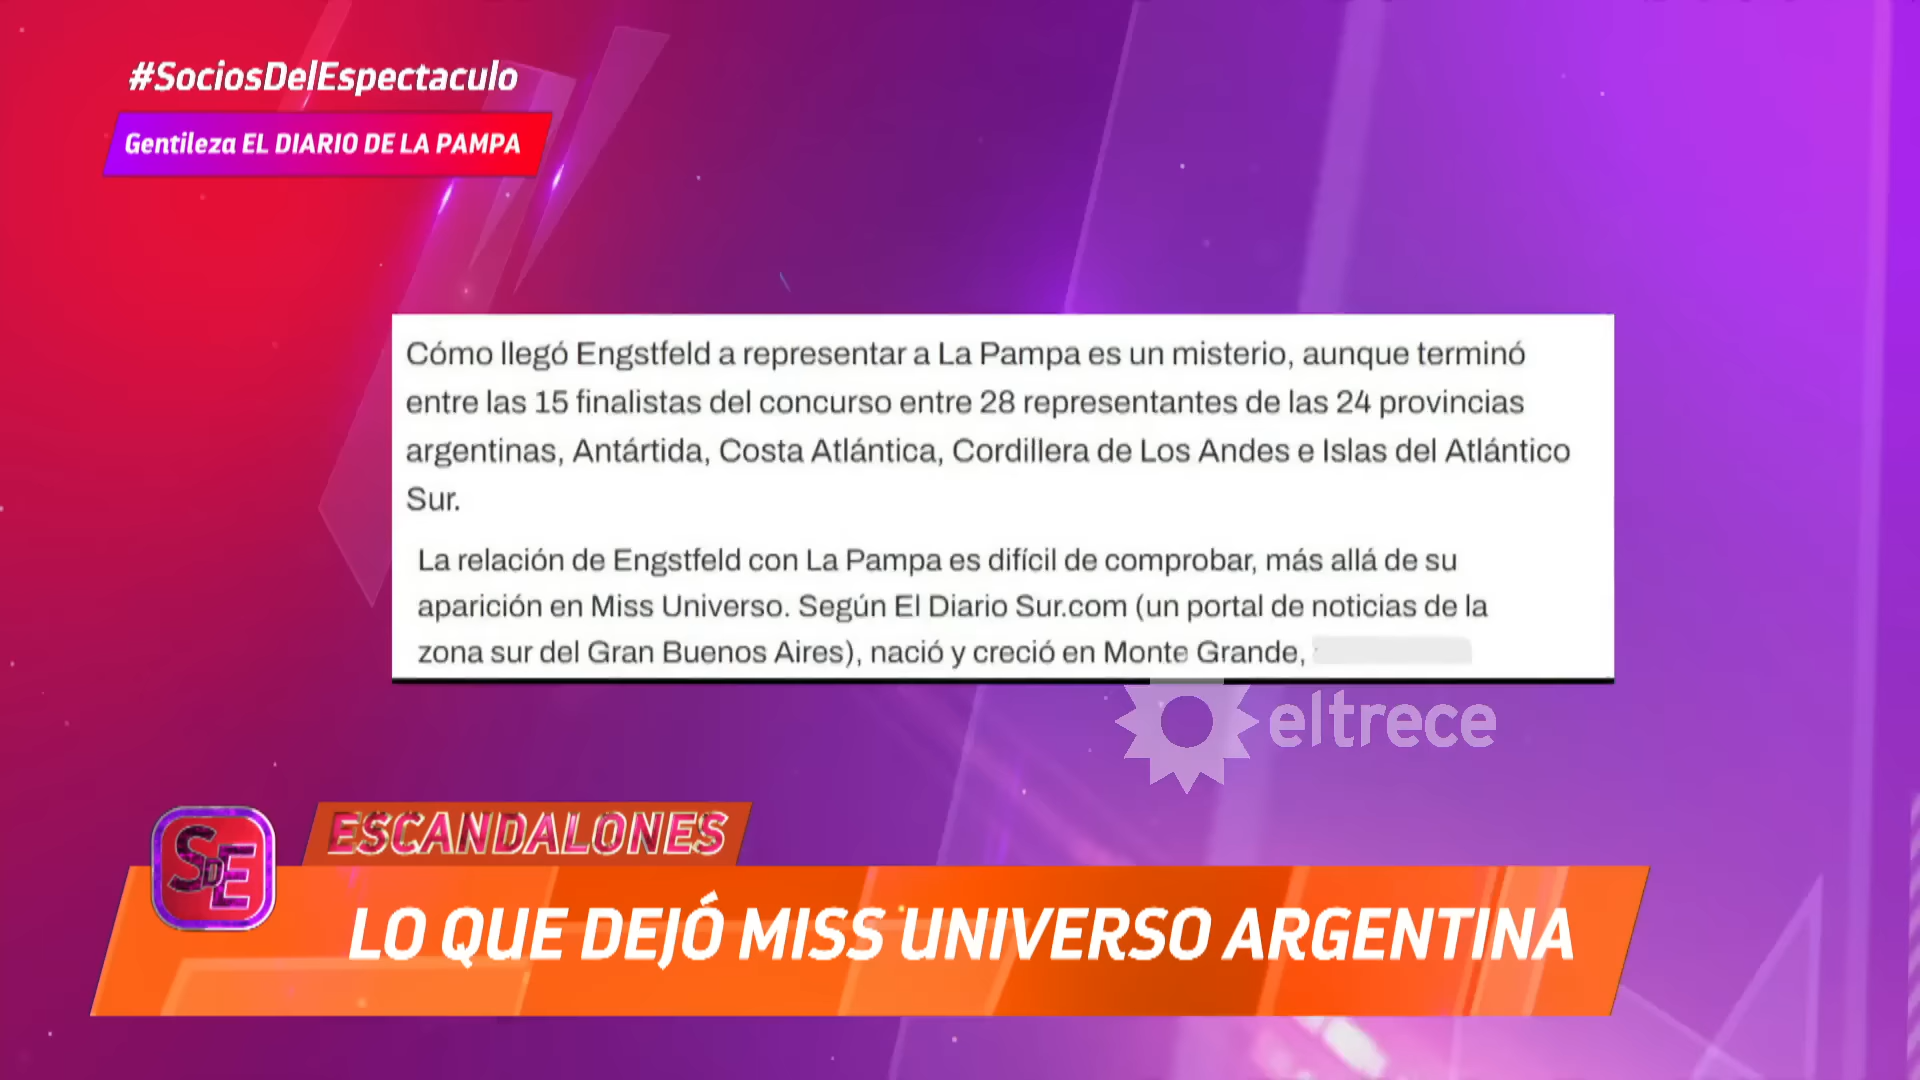 #SociosDelEspectaculo
Gentileza EL DIARIO DE LA PAMPA
Cómo llegó Engstfeld a representar a La Pampa es un misterio, aunque terminó
entre las 15 finalistas del concurso entre 28 representantes de las 24 provincias
argentinas, Antártida, Costa Atlántica, Cordillera de Los Andes e Islas del Atlántico
Sur.
La relación de Engstfeld con La Pampa es difícil de comprobar, más allá de su
aparición en Miss Universo. Según El Diario Sur.com (un portal de noticias de la
zona sur del Gran Buenos Aires), nació y creció en Monte Grande,
eltrece
ESCANDALONES
SDE
LO QUE DEJÓ MISS UNIVERSO ARGENTINA